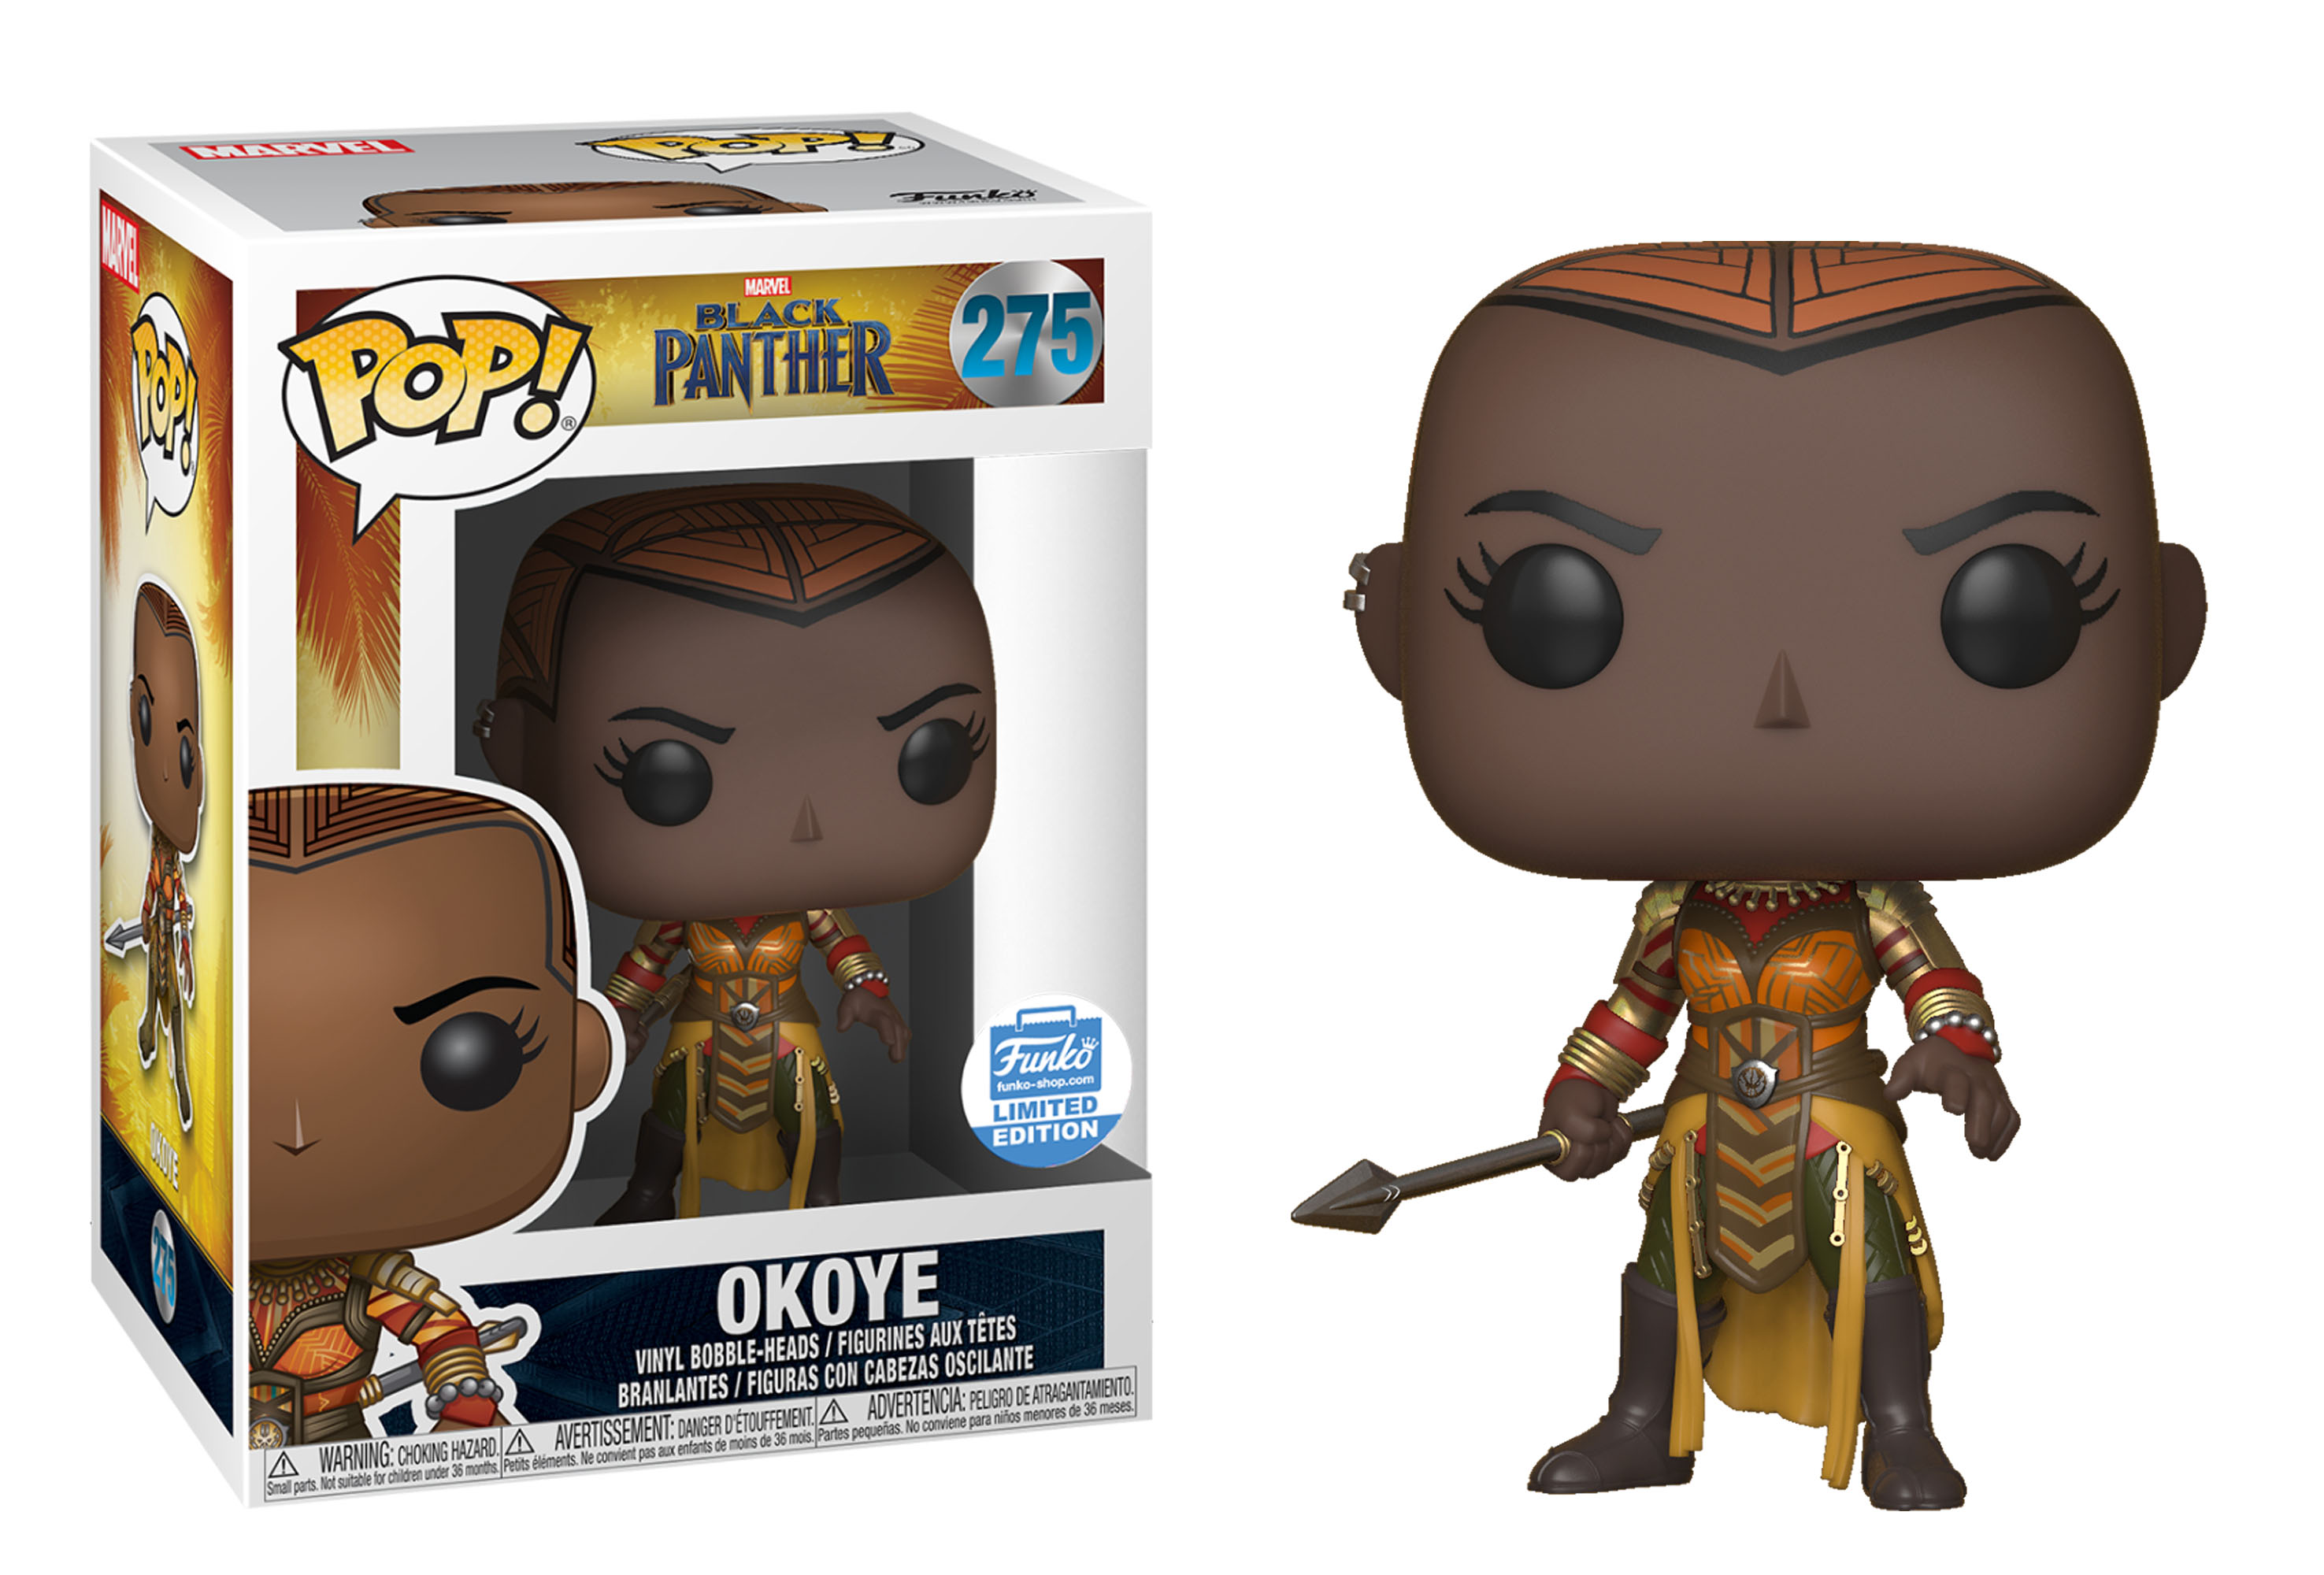 MARVEL
POP!
Funko
MARVEL
POP!
OKOYE
275
POP!®
MARVEL
BLACK
PANTHER
275
Funko
funko-shop.com
LIMITED
EDITION
OKOYE
VINYL BOBBLE-HEADS / FIGURINES AUX TÊTES
BRANLANTES / FIGURAS CON CABEZAS OSCILANTE
WARNING: CHOKING HAZARD.
Small parts. Not suitable for children under 36 months.
AVERTISSEMENT: DANGER D'ÉTOUFFEMENT.
Petits éléments. Ne convient pas aux enfants de moins de 36 mois.
ADVERTENCIA: PELIGRO DE ATRAGANTAMIENTO.
Partes pequeñas. No conviene para niños menores de 36 meses.